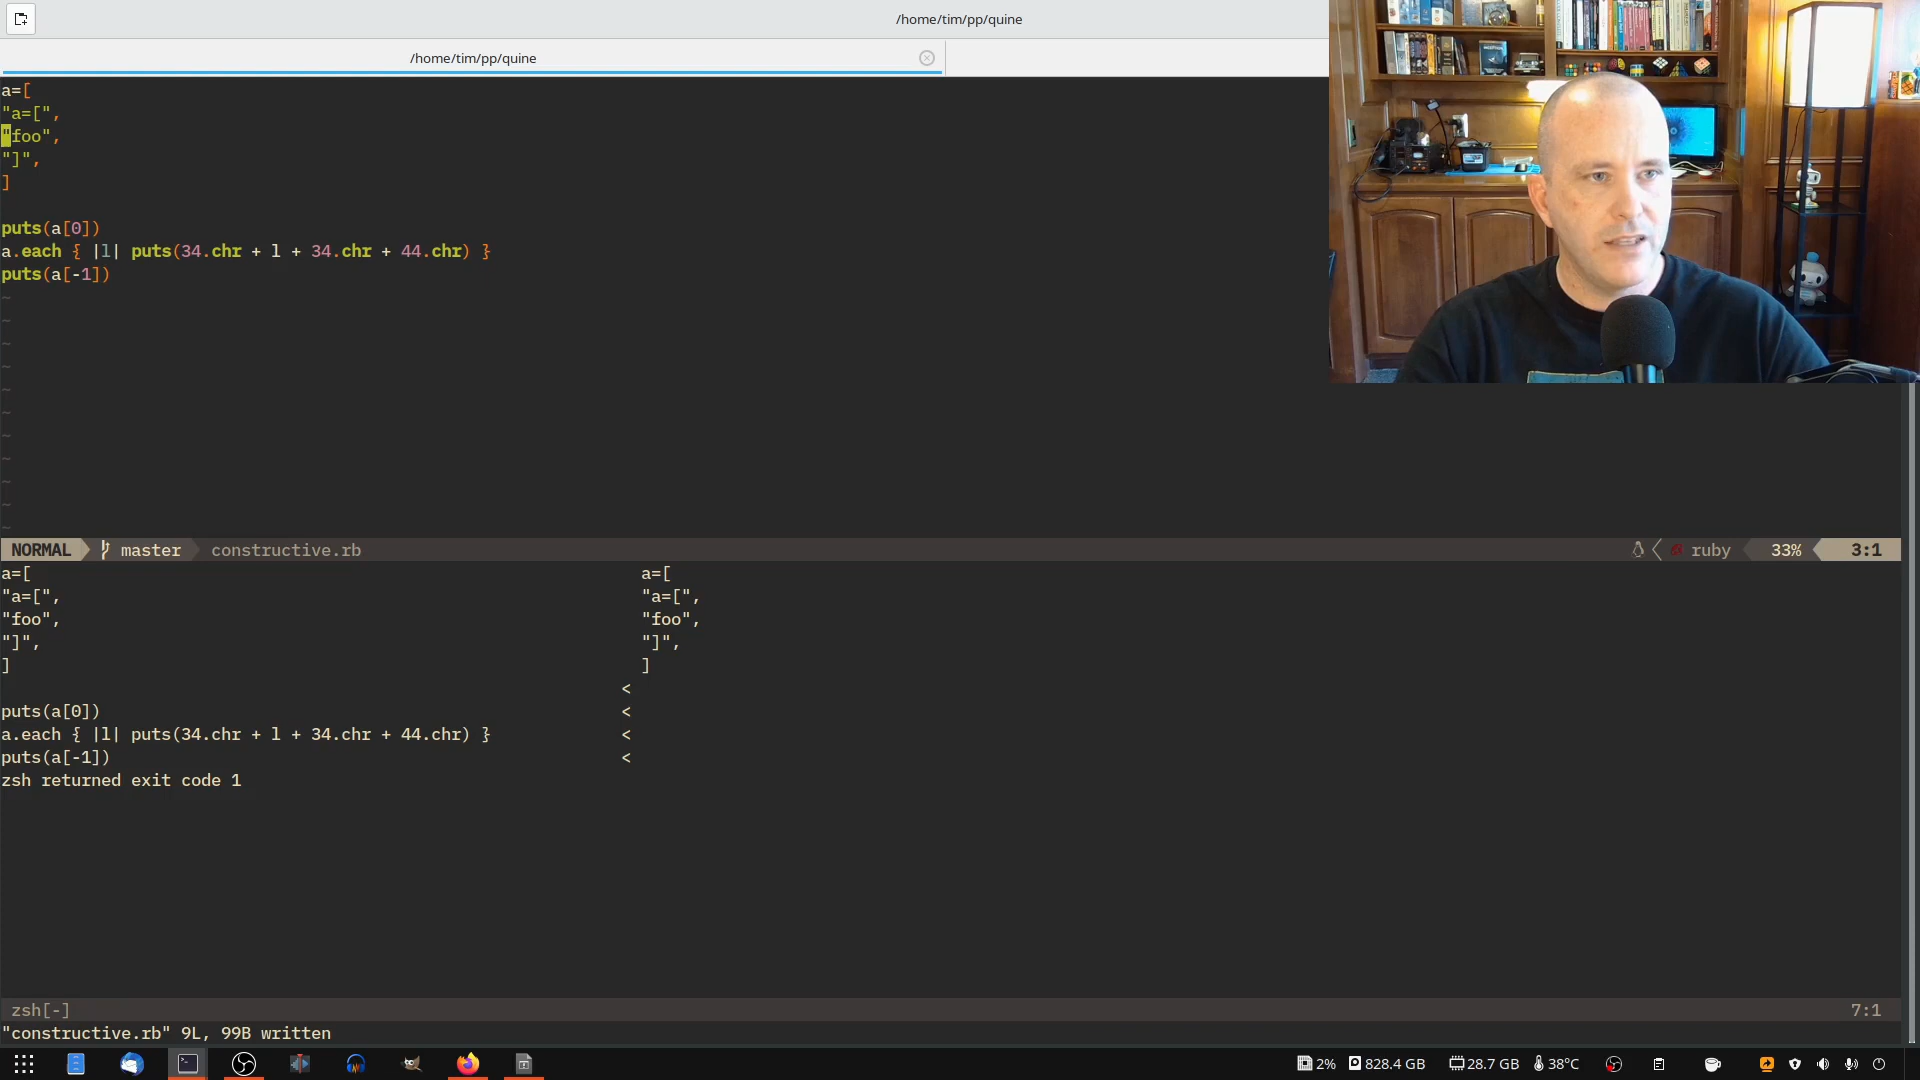 /home/tim/pp/quine
/home/tim/pp/quine
a=[
"a=[",
"foo",
"]",
]
puts(a[0])
a.each { |l| puts(34.chr + l + 34.chr + 44.chr) }
puts(a[-1])
~
~
~
~
~
~
~
~
~
~
~
NORMAL master constructive.rb ruby 33% 3:1
a=[ a=[
"a=[", "a=[",
"foo", "foo",
"]", "]",
] ]
<
puts(a[0]) <
a.each { |l| puts(34.chr + l + 34.chr + 44.chr) } <
puts(a[-1]) <
zsh returned exit code 1
zsh[-] 7:1
"constructive.rb" 9L, 99B written
2% 828.4 GB 28.7 GB 38°C